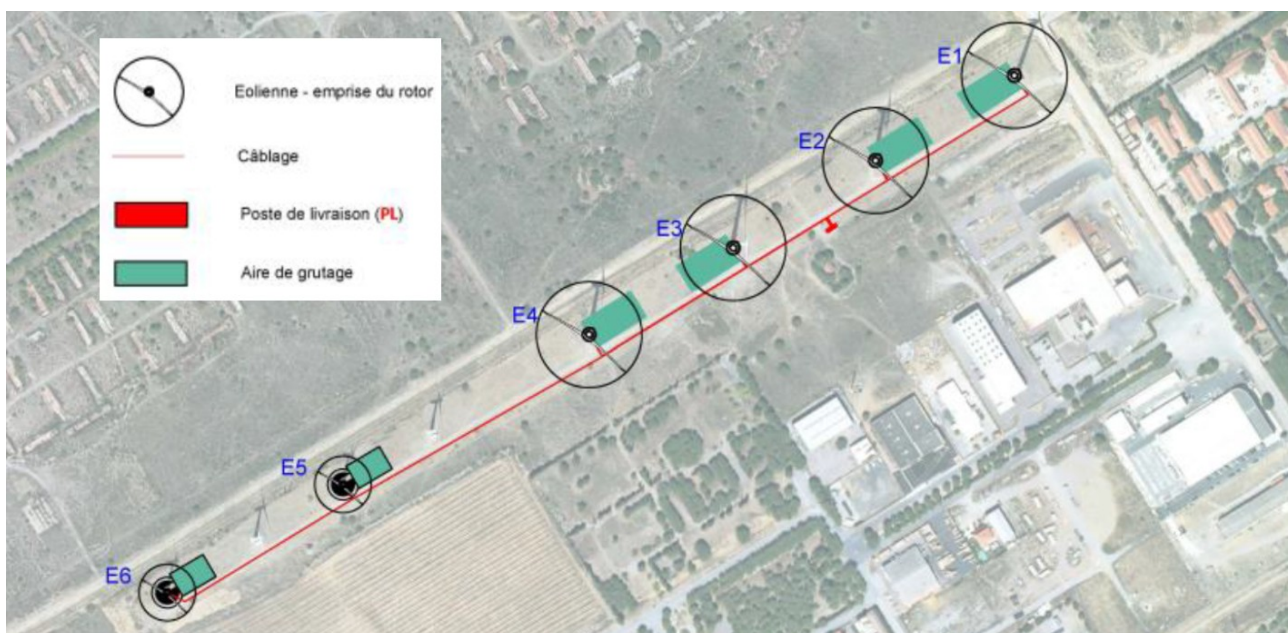 Eolienne - emprise du rotor
Câblage
Poste de livraison (PL)
Aire de grutage
E1
E2
E3
E4
E5
E6